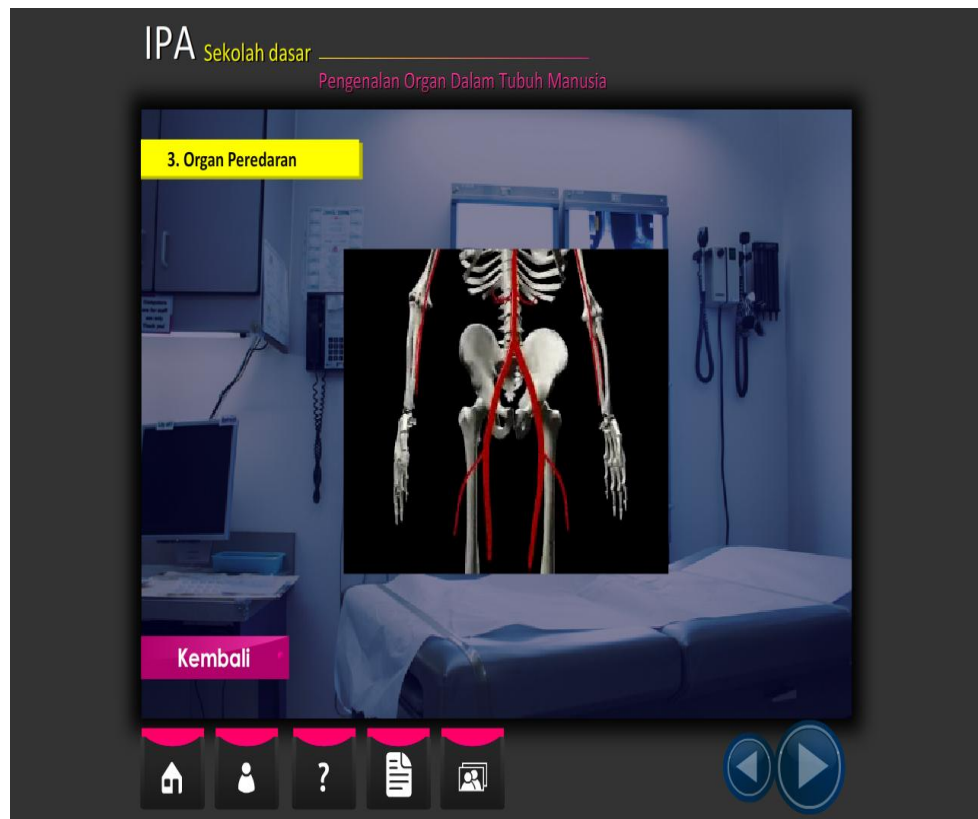 IPA Sekolah dasar
Pengenalan Organ Dalam Tubuh Manusia
3. Organ Peredaran
Kembali
?